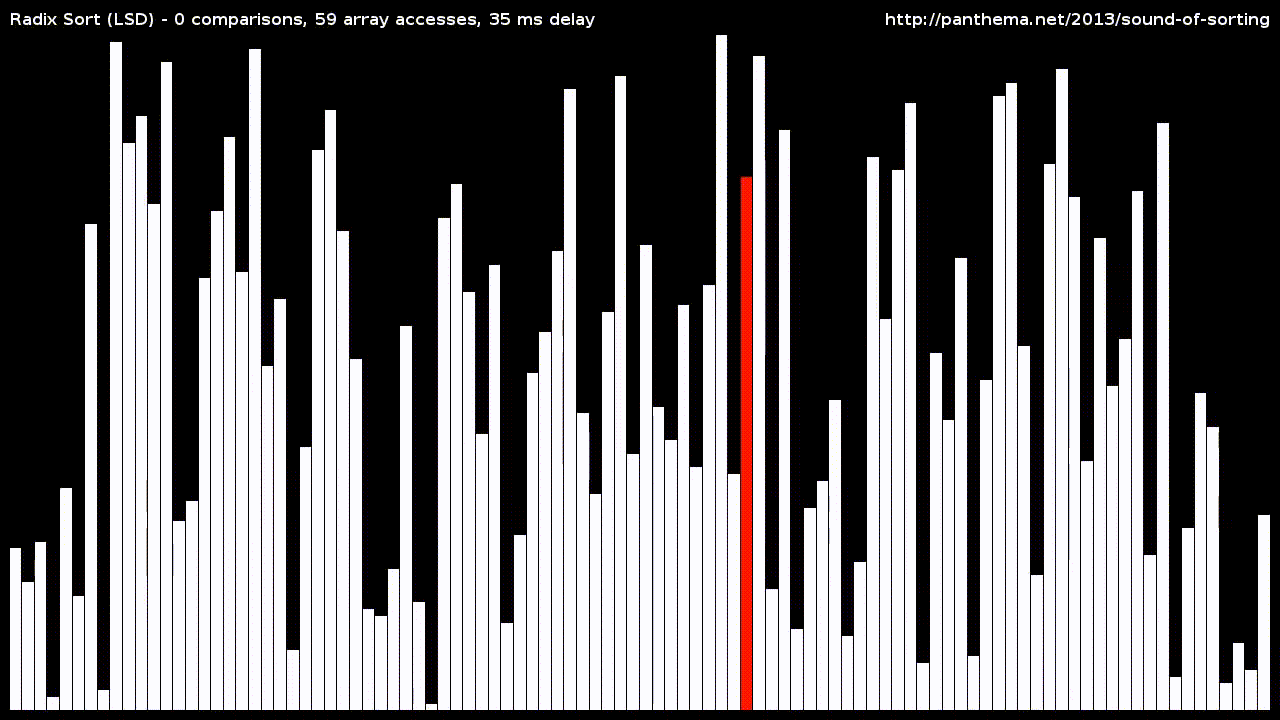 Radix Sort (LSD) - 0 comparisons, 59 array accesses, 35 ms delay
http://panthema.net/2013/sound-of-sorting